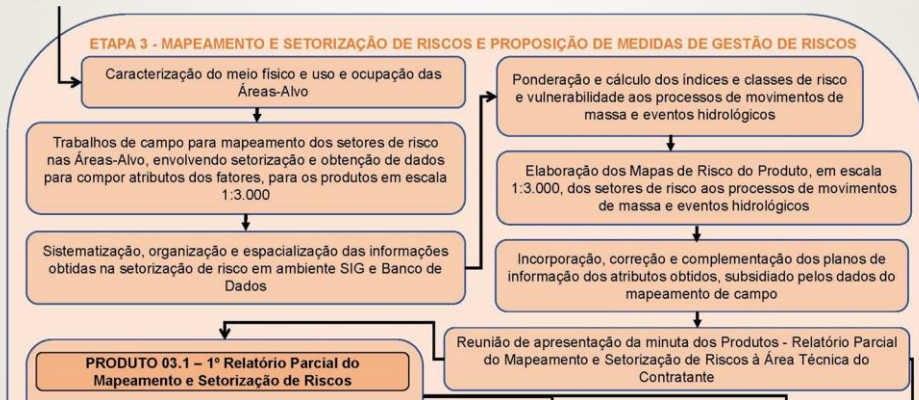 ETAPA 3 - MAPEAMENTO E SETORIZAÇÃO DE RISCOS E PROPOSIÇÃO DE MEDIDAS DE GESTÃO DE RISCOS
Caracterização do meio físico e uso e ocupação das
Áreas-Alvo
Trabalhos de campo para mapeamento dos setores de risco
nas Áreas-Alvo, envolvendo setorização e obtenção de dados
para compor atributos dos fatores, para os produtos em escala
1:3.000
Sistematização, organização e espacialização das informações
obtidas na setorização de risco em ambiente SIG e Banco de
Dados
Ponderação e cálculo dos índices e classes de risco
e vulnerabilidade aos processos de movimentos de
massa e eventos hidrológicos
Elaboração dos Mapas de Risco do Produto, em escala
1:3.000, dos setores de risco aos processos de movimentos
de massa e eventos hidrológicos
Incorporação, correção e complementação dos planos de
informação dos atributos obtidos, subsidiado pelos dados do
mapeamento de campo
Reunião de apresentação da minuta dos Produtos - Relatório Parcial
do Mapeamento e Setorização de Riscos à Área Técnica do
Contratante
PRODUTO 03.1 – 1º Relatório Parcial do
Mapeamento e Setorização de Riscos